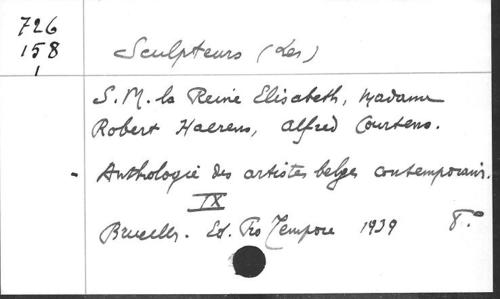 726
158
1
Sculpteurs (Les)
S. M. la Reine Elisabeth, Madame
Robert Haerens, Alfred Courtens.
- Anthologie des artistes belges contemporains.
IX
Bruxelles. Ed. Pro Tempore 1939 8°